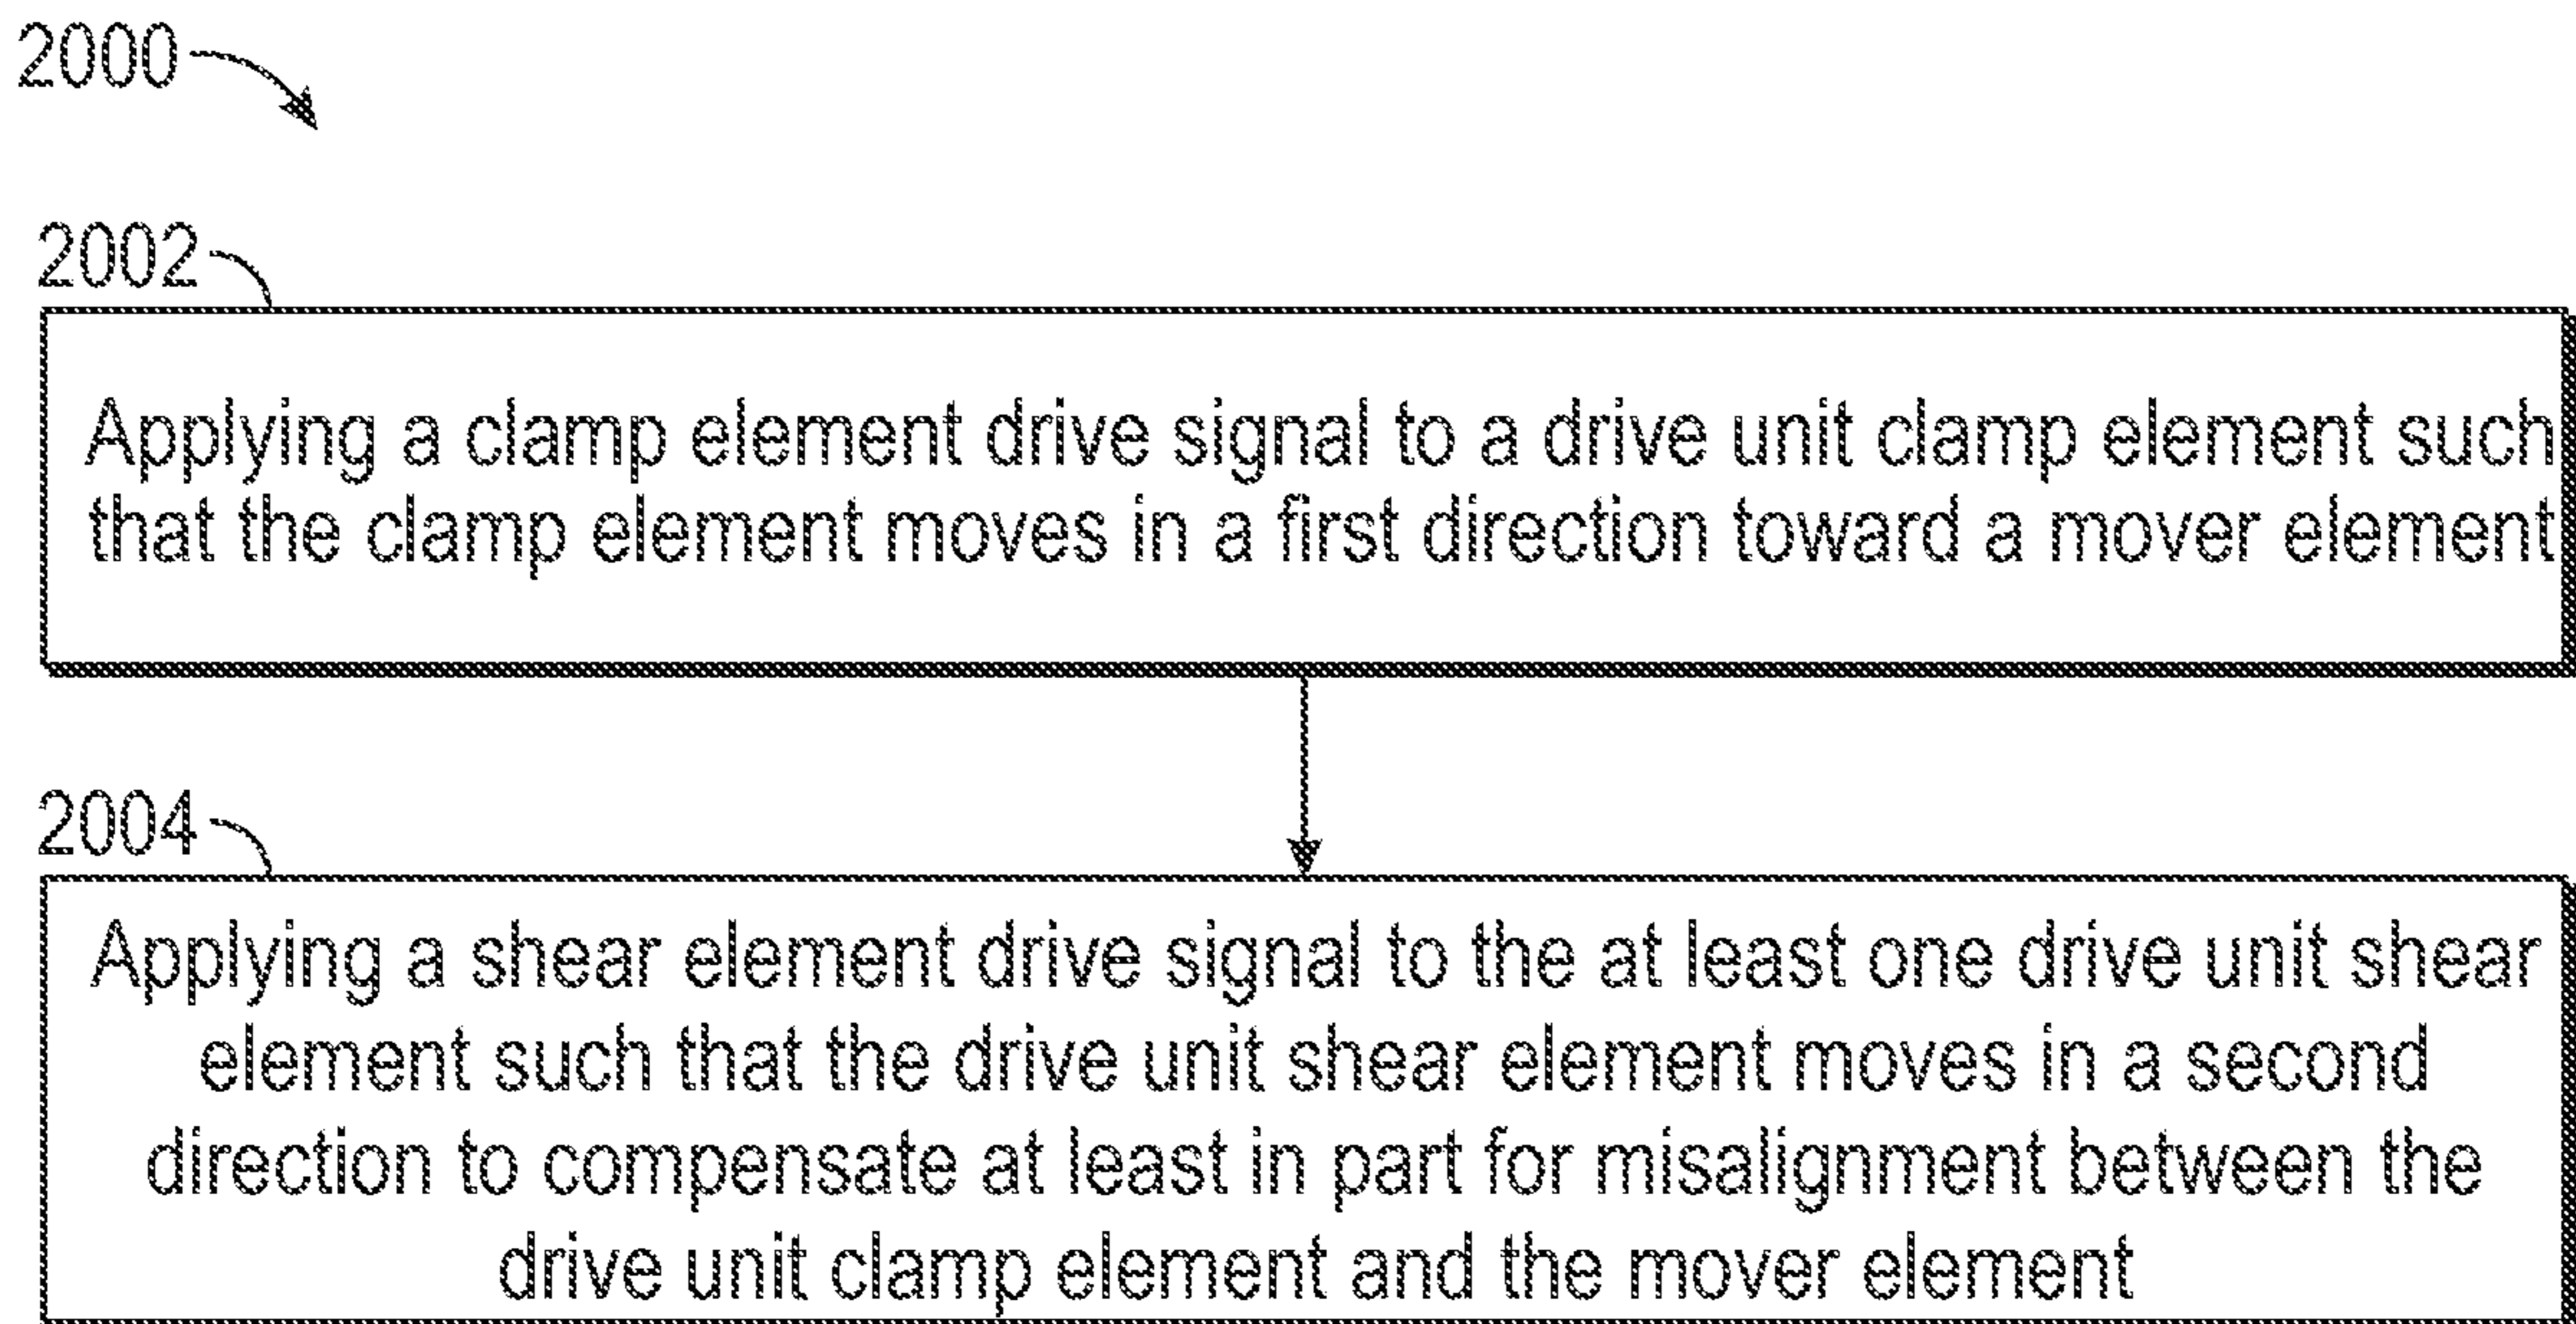 2000
2002
Applying a clamp element drive signal to a drive unit clamp element such
that the clamp element moves in a first direction toward a mover element
2004
Applying a shear element drive signal to the at least one drive unit shear
element such that the drive unit shear element moves in a second
direction to compensate at least in part for misalignment between the
drive unit clamp element and the mover element